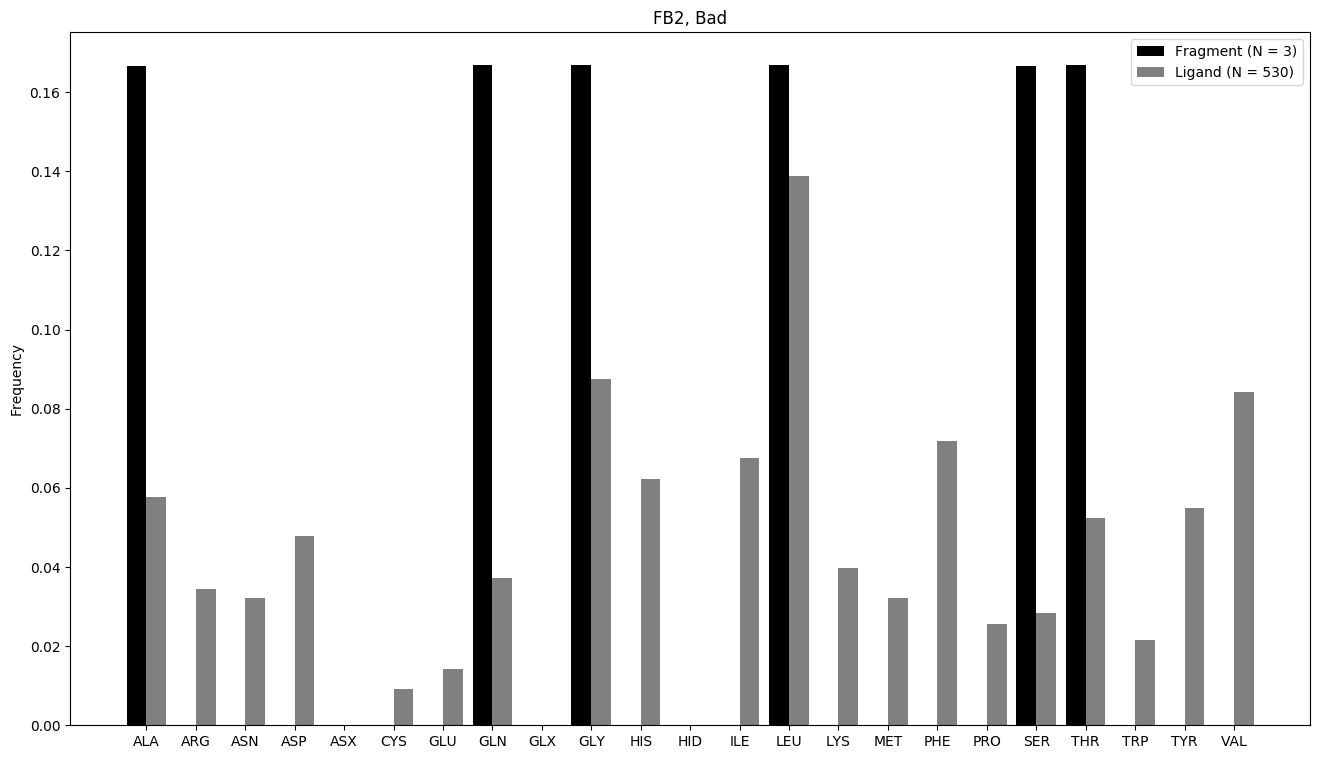 FB2, Bad
Fragment (N = 3)
Ligand (N = 530)
Frequency
0.16
0.14
0.12
0.10
0.08
0.06
0.04
0.02
0.00
ALA ARG ASN ASP ASX CYS GLU GLN GLX GLY HIS HID ILE LEU LYS MET PHE PRO SER THR TRP TYR VAL